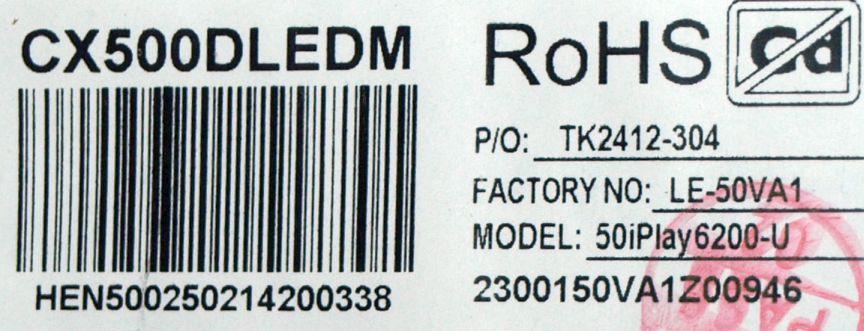 CX500DLEDM
HEN500250214200338
RoHS Cd
P/O: TK2412-304
FACTORY NO: LE-50VA1
MODEL: 50iPlay6200-U
2300150VA1Z00946